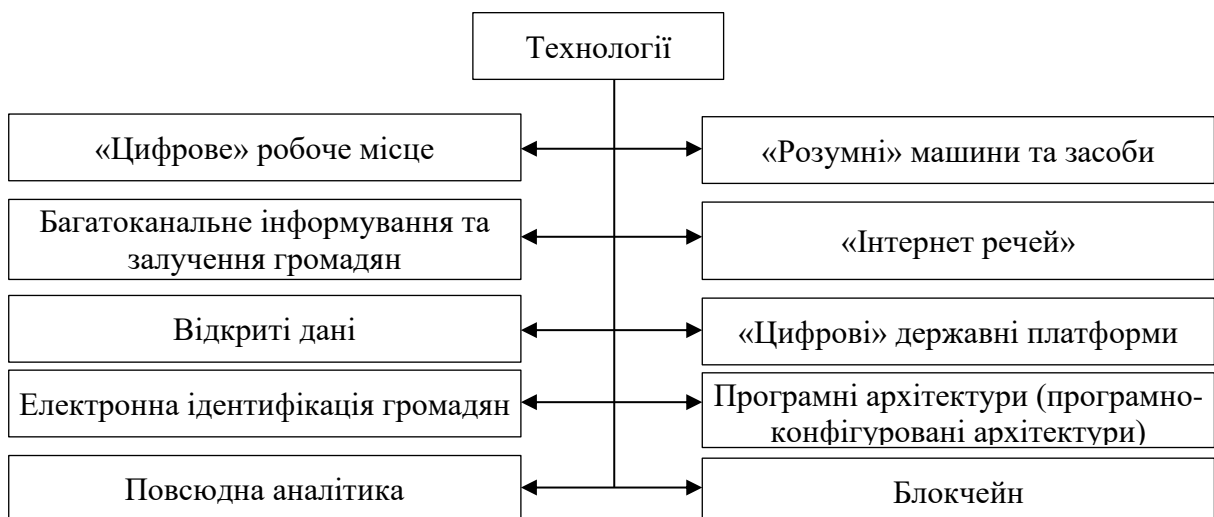 Технології
«Цифрове» робоче місце
«Розумні» машини та засоби
Багатоканальне інформування та
залучення громадян
«Інтернет речей»
Відкриті дані
«Цифрові» державні платформи
Електронна ідентифікація громадян
Програмні архітектури (програмно-
конфігуровані архітектури)
Повсюдна аналітика
Блокчейн